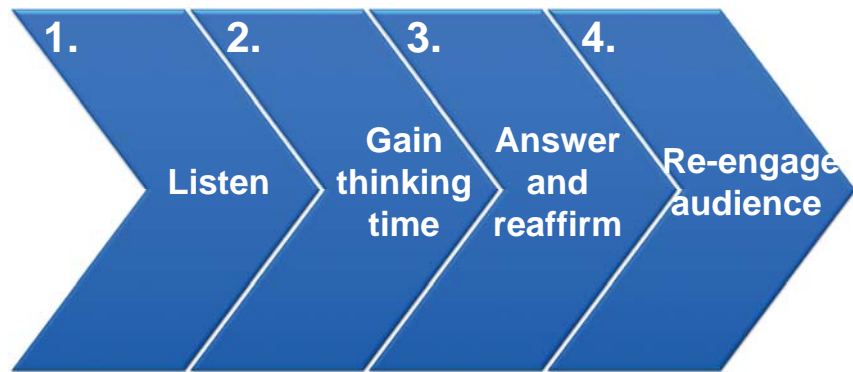 1.
Listen
2.
Gain
thinking
time
3.
Answer
and
reaffirm
4.
Re-engage
audience